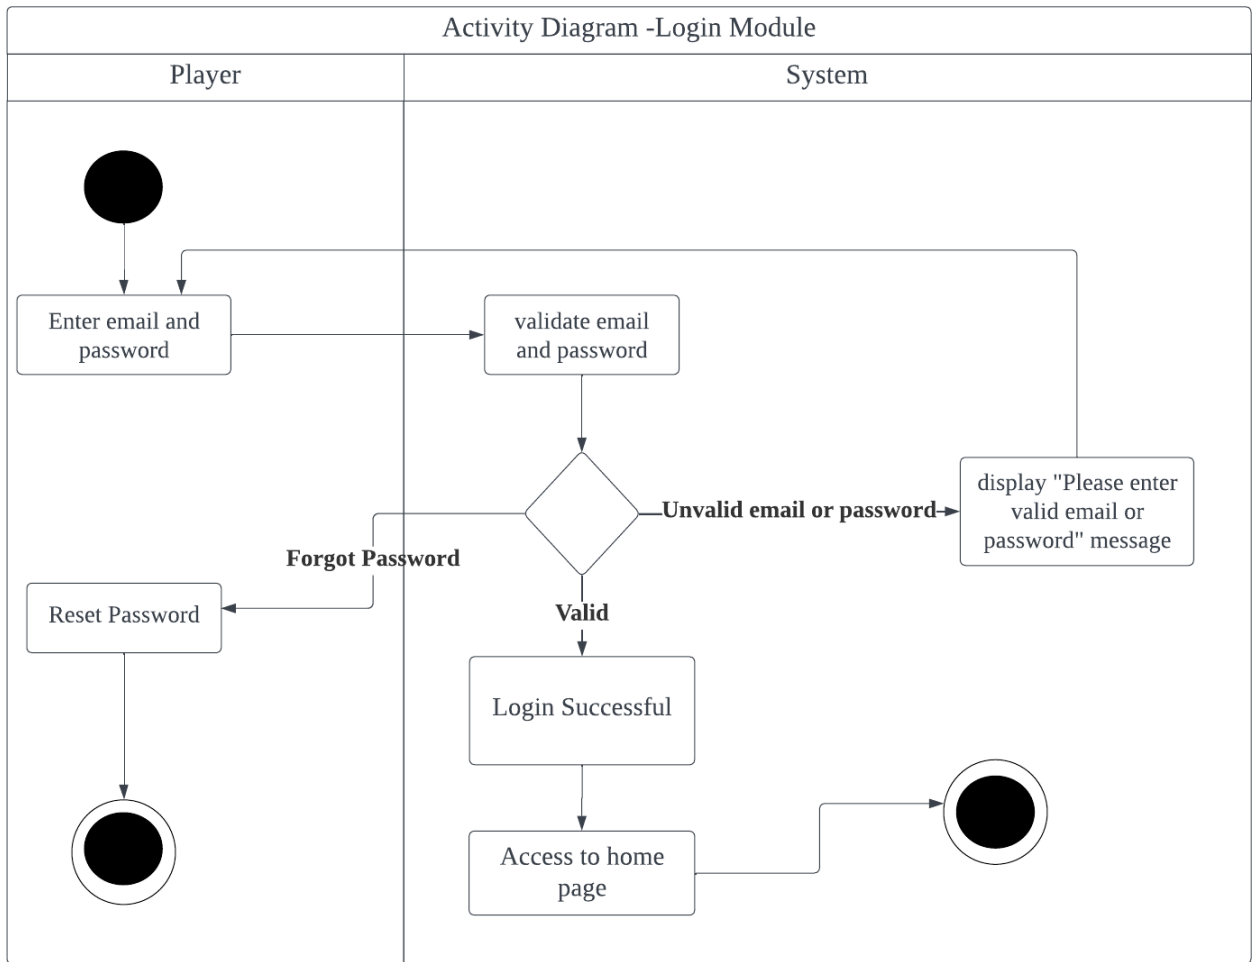 Activity Diagram -Login Module
Player
System
Enter email and
password
validate email
and password
Unvalid email or password
display "Please enter
valid email or
password" message
Forgot Password
Reset Password
Valid
Login Successful
Access to home
page